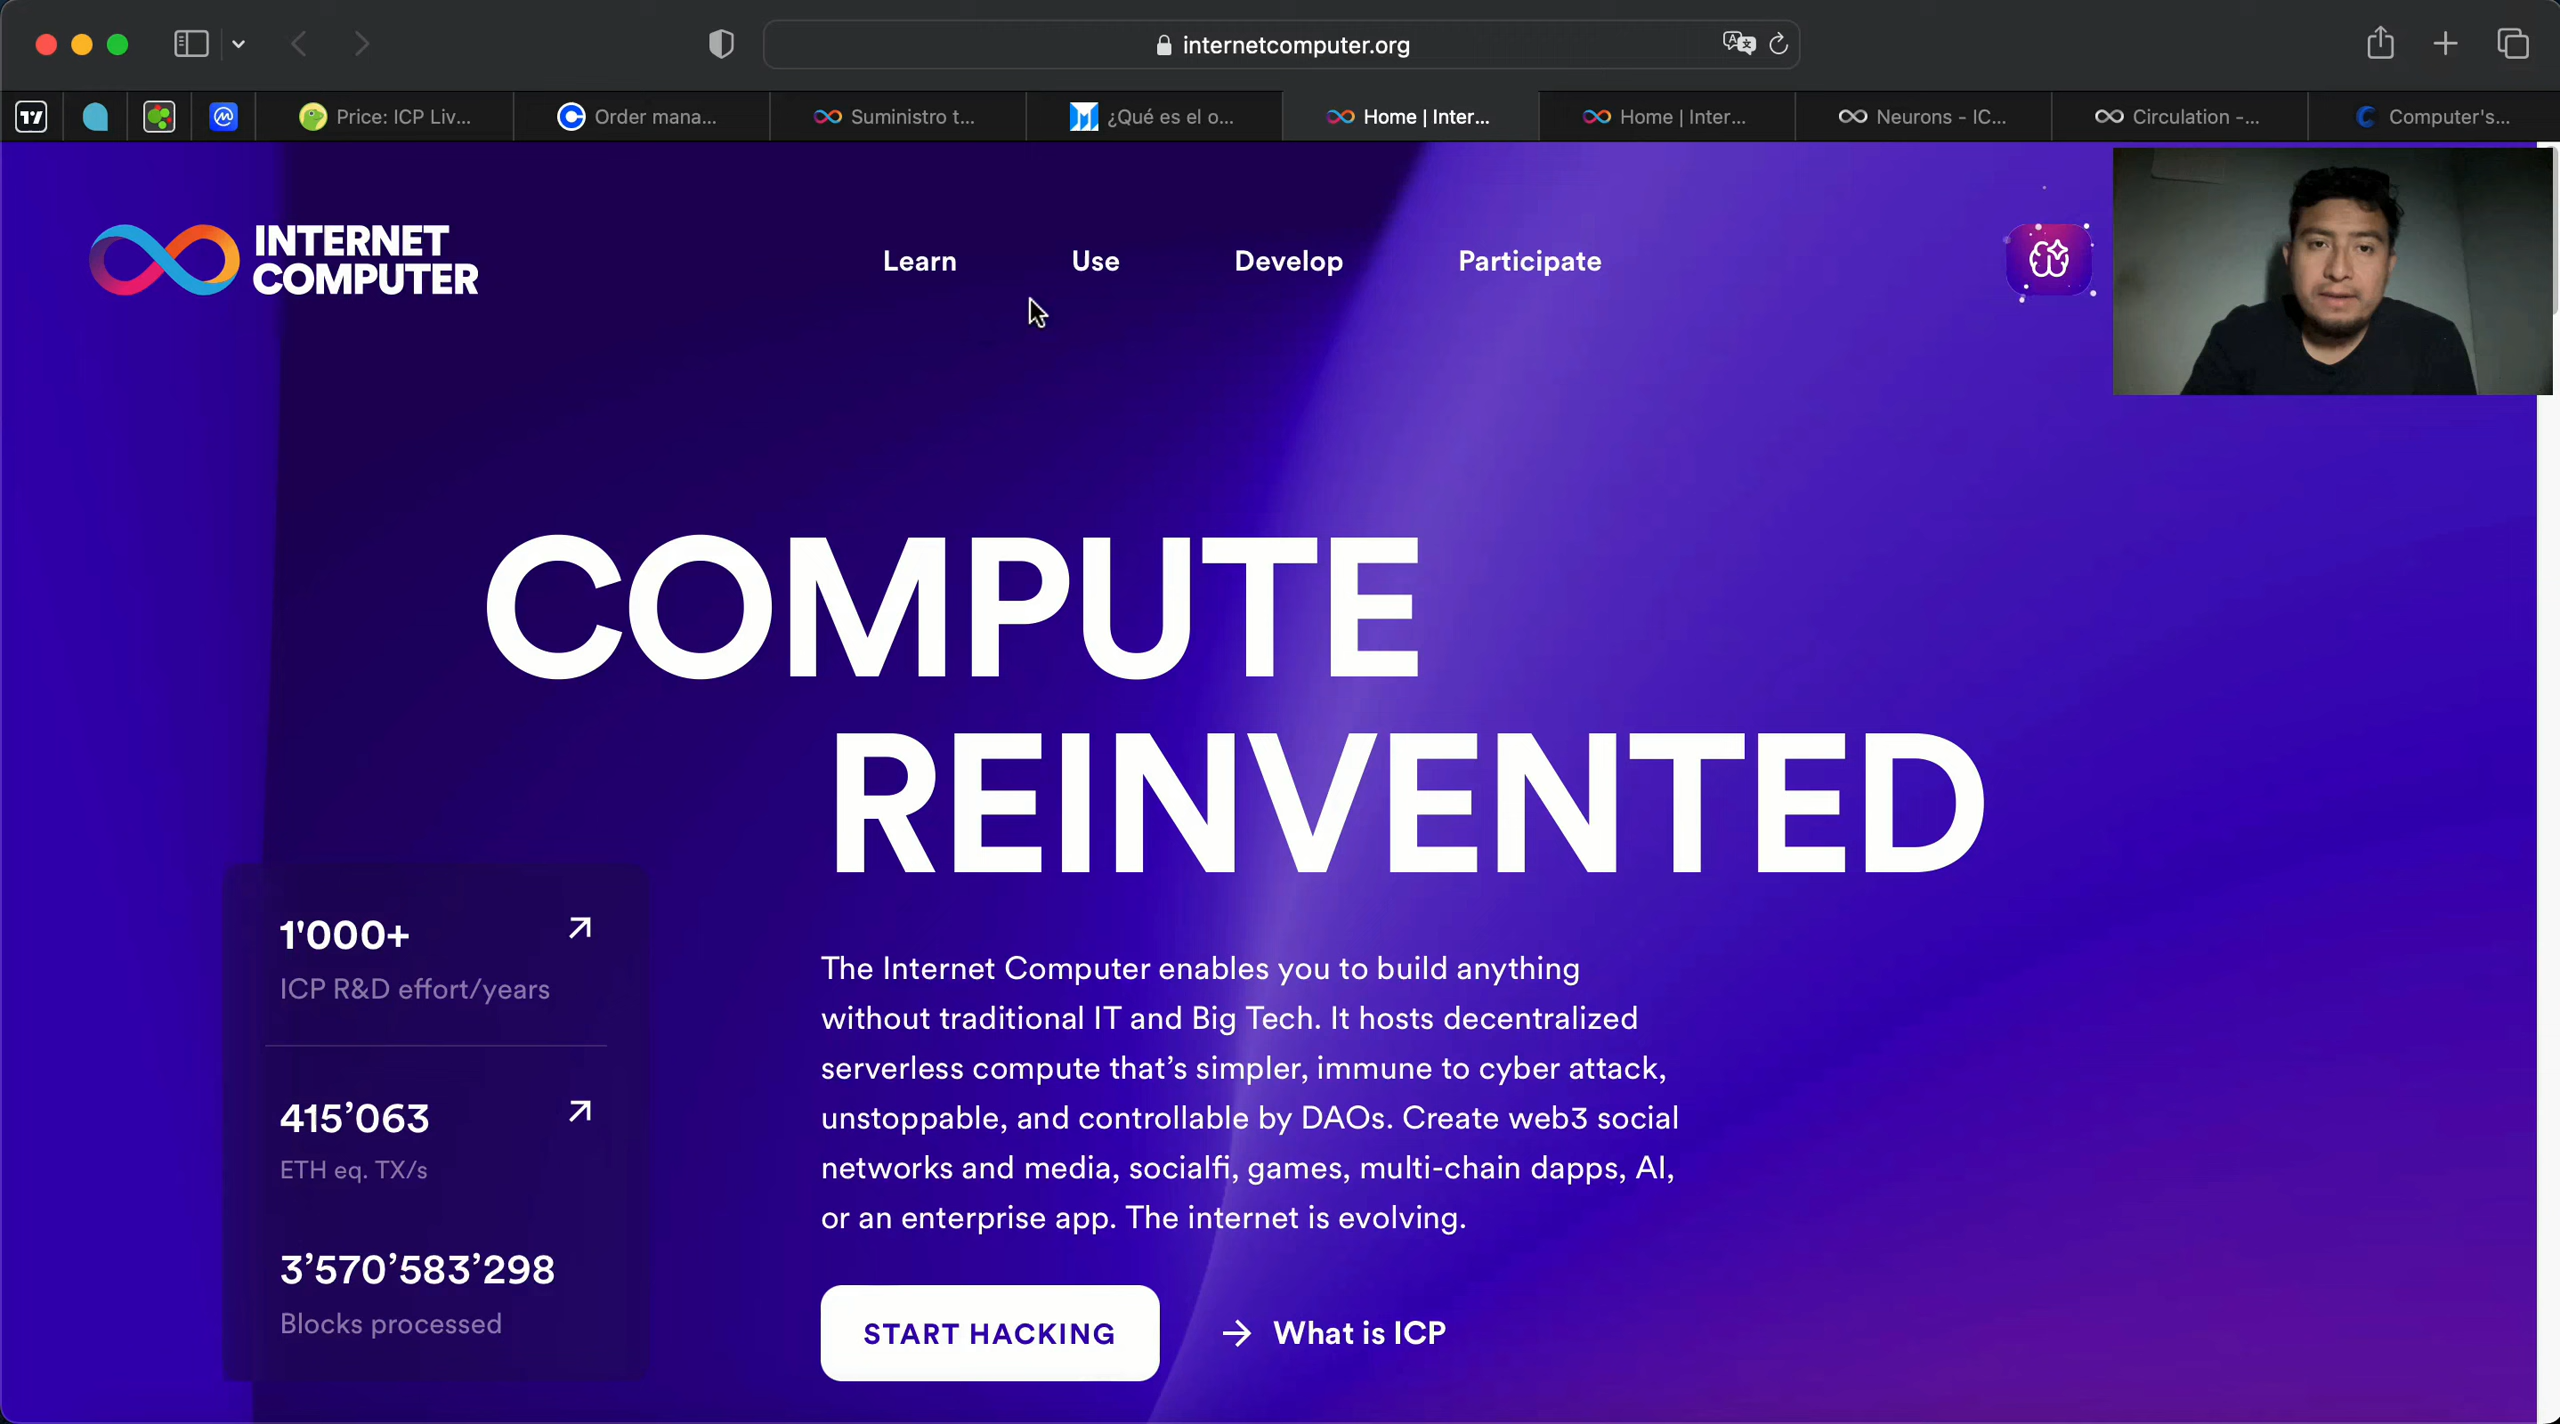 internetcomputer.org
Price: ICP Liv...
Order mana...
Suministro t...
¿Qué es el o...
Home | Inter...
Home | Inter...
Neurons - IC...
Circulation -...
Computer's...
INTERNET
COMPUTER
Learn
Use
Develop
Participate
COMPUTE
REINVENTED
1'000+
ICP R&D effort/years
415’063
ETH eq. TX/s
3’570’583’298
Blocks processed
The Internet Computer enables you to build anything
without traditional IT and Big Tech. It hosts decentralized
serverless compute that’s simpler, immune to cyber attack,
unstoppable, and controllable by DAOs. Create web3 social
networks and media, socialfi, games, multi-chain dapps, AI,
or an enterprise app. The internet is evolving.
START HACKING
→ What is ICP